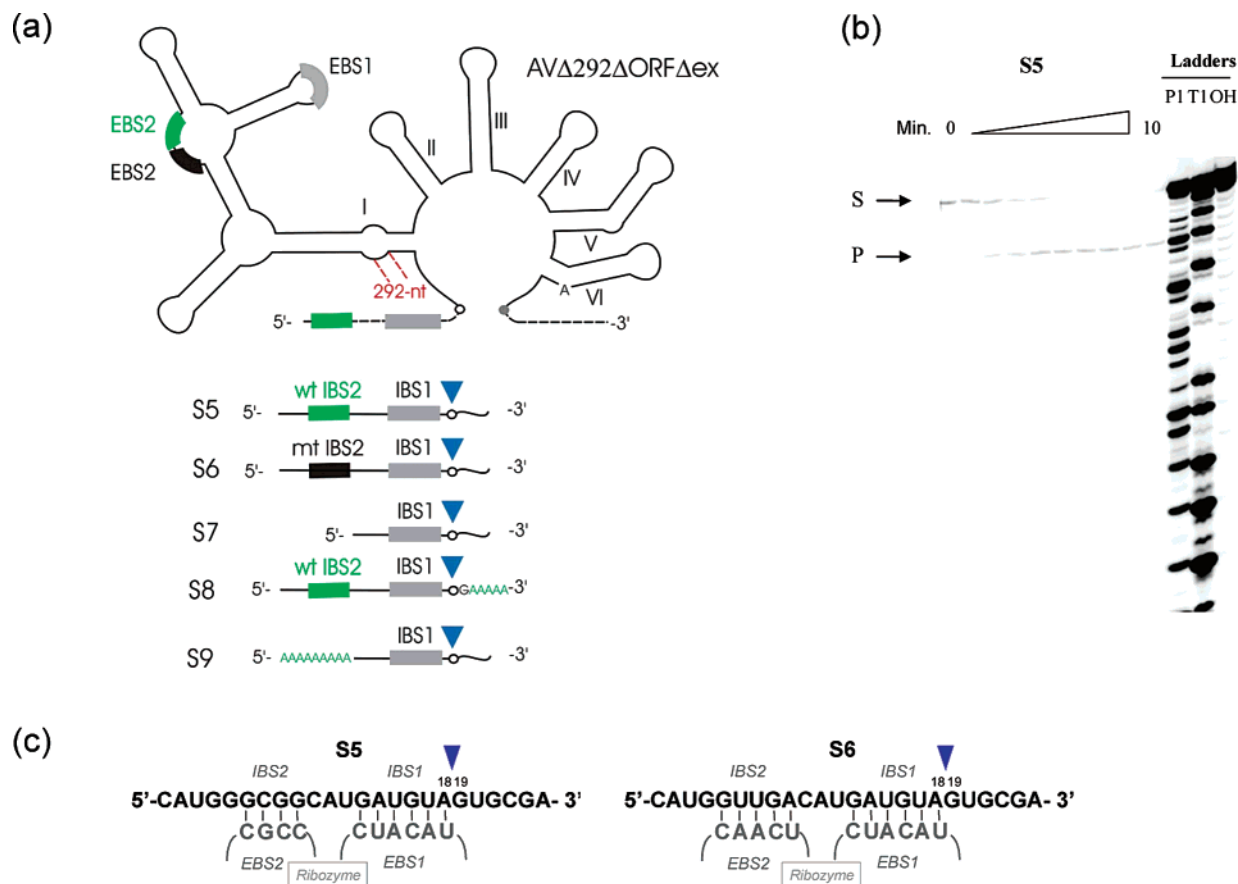 (a)
EBS1
AVΔ292ΔORFΔex
EBS2
EBS2
I
II
III
IV
V
VI
A
292-nt
5'-
-3'
wt IBS2 IBS1
S5 5'- -3'
mt IBS2 IBS1
S6 5'- -3'
IBS1
S7 5'- -3'
wt IBS2 IBS1
S8 5'- GAAAAA-3'
IBS1
S9 5'- AAAAAAAAA -3'
(b)
S5
Ladders
P1 T1 OH
Min. 0 10
S
P
(c)
S5
IBS2 IBS1
18 19
5'-CAUGGGCGGCAUGAUGUAGUGCGA- 3'
CGCC CUACAU
EBS2 EBS1
Ribozyme
S6
IBS2 IBS1
18 19
5'-CAUGGUUGACAUGAUGUAGUGCGA- 3'
CAACU CUACAU
EBS2 EBS1
Ribozyme